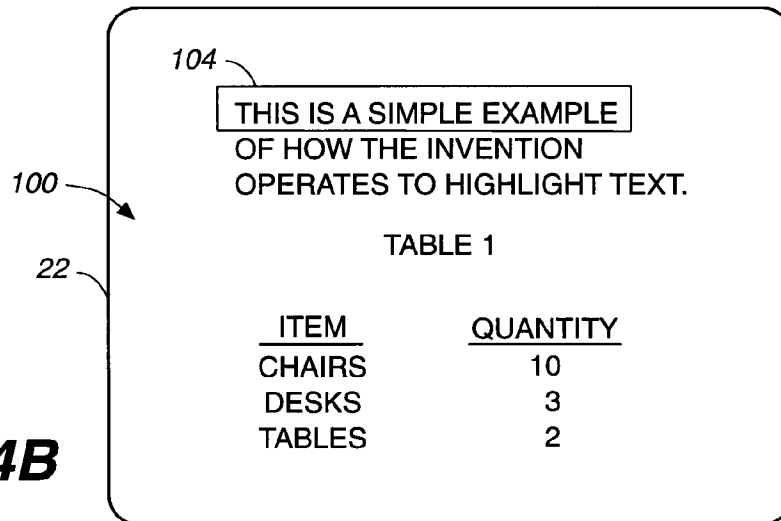 104
THIS IS A SIMPLE EXAMPLE
OF HOW THE INVENTION
OPERATES TO HIGHLIGHT TEXT.
100
TABLE 1
22
ITEM QUANTITY
CHAIRS 10
DESKS 3
TABLES 2
4B